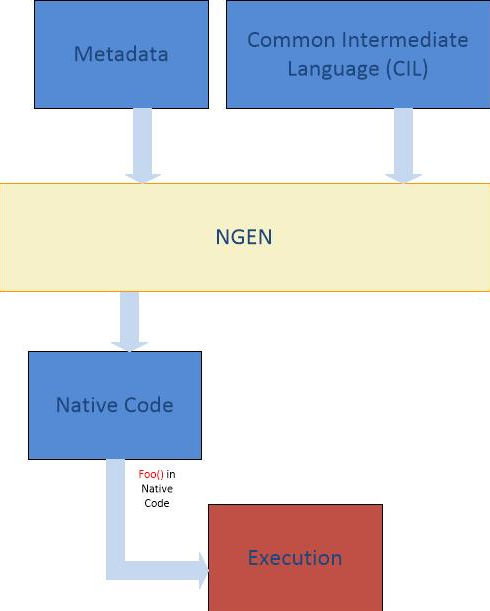 Metadata
Common Intermediate
Language (CIL)
NGEN
Native Code
Foo() in
Native
Code
Execution